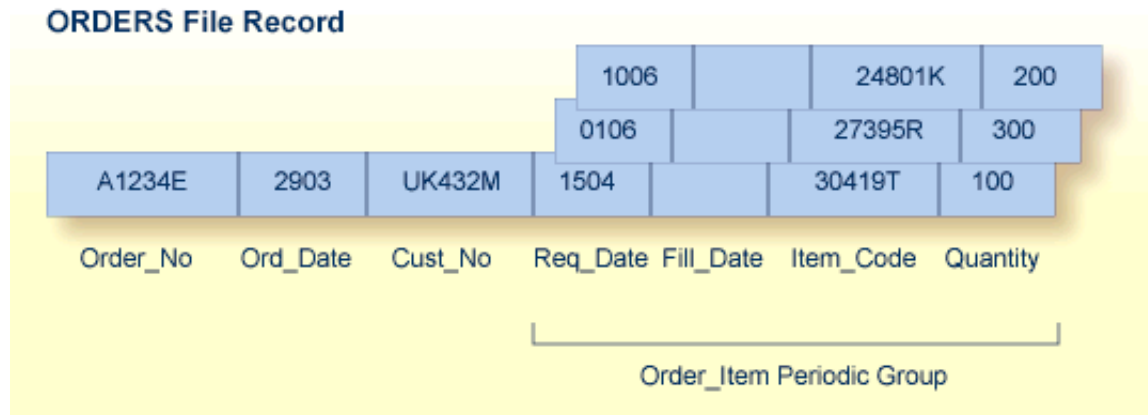 ORDERS File Record
1006 24801K 200
0106 27395R 300
A1234E 2903 UK432M 1504 30419T 100
Order_No Ord_Date Cust_No Req_Date Fill_Date Item_Code Quantity
Order_Item Periodic Group